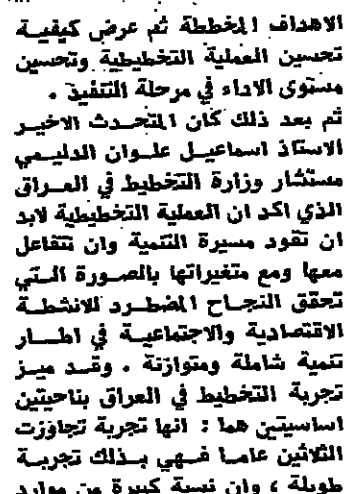 الاهداف المخططة ثم عرض كيفية
تحسين العملية التخطيطية وتحسين
مستوى الاداء في مرحلة التنفيذ .
ثم بعد ذلك كان المتحدث الاخير
الاستاذ اسماعيل علوان الدليمي
مستشار وزارة التخطيط في العراق
الذي اكد ان العملية التخطيطية لابد
ان تقود مسيرة التنمية وان تتفاعل
معها ومع متغيراتها بالصورة التي
تحقق النجاح المضطرد للانشطة
الاقتصادية والاجتماعية في اطار
تنمية شاملة ومتوازنة . وقد ميز
تجربة التخطيط في العراق بناحيتين
اساسيتين هما : انها تجربة تجاوزت
الثلاثين عاما فهي بذلك تجربة
طويلة ، وان نسبة كبيرة من موارد